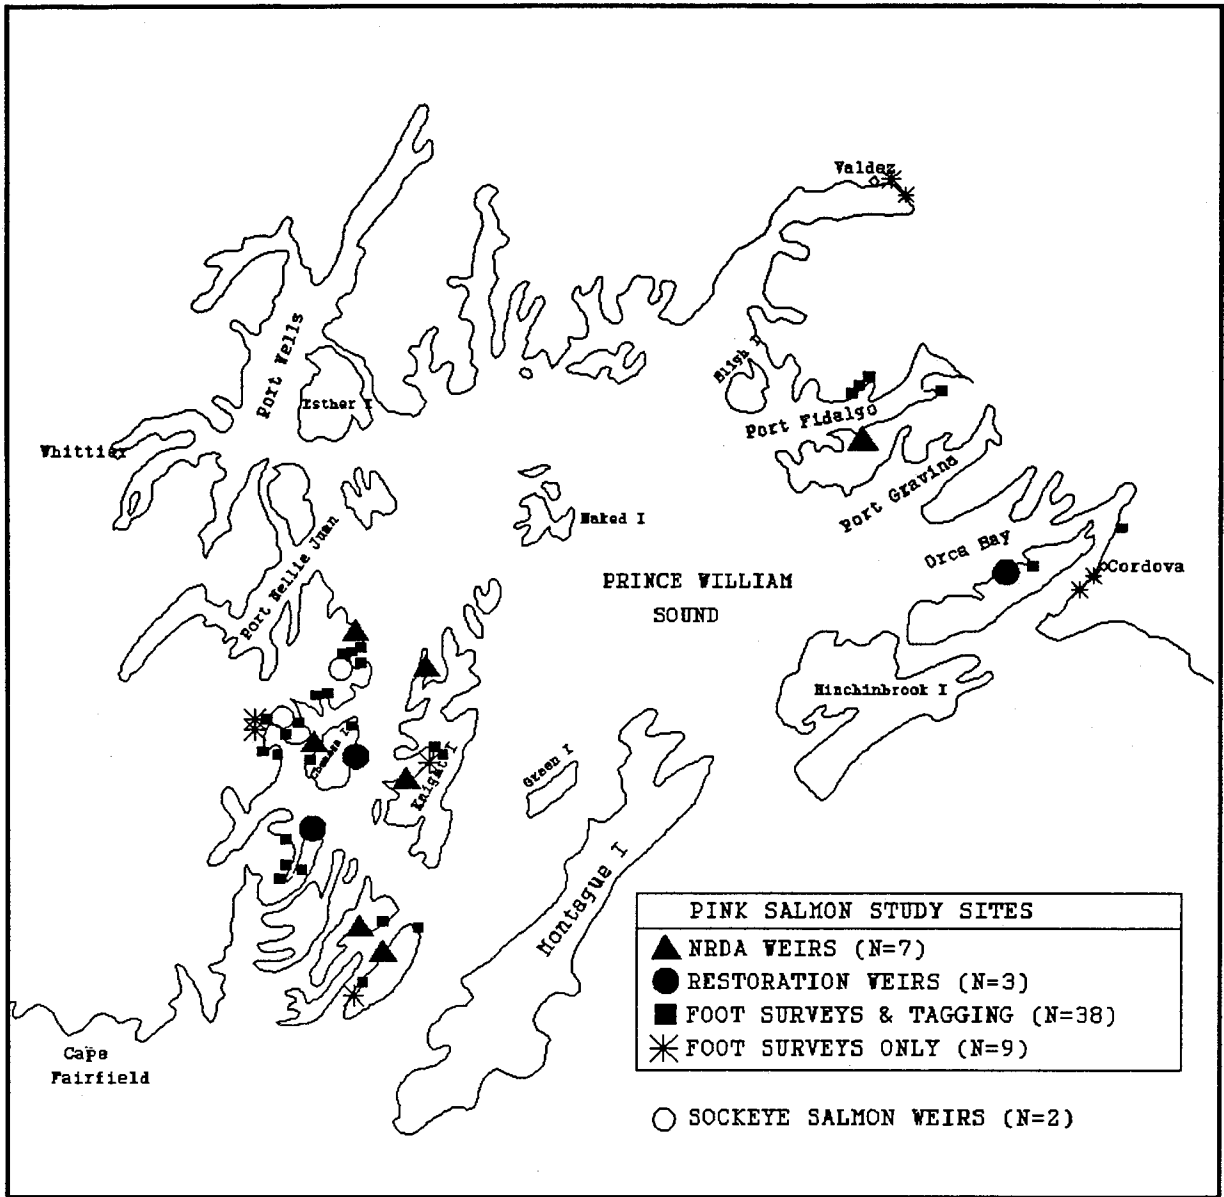 Valdez
Port Wells
Bligh I
Esther I
Port Fidalgo
Whittier
Port Gravina
Naked I
Port Nellie Juan
Orca Bay
Cordova
PRINCE WILLIAM
SOUND
Hinchinbrook I
Chenega I
Knight I
Green I
Montague I
PINK SALMON STUDY SITES
NRDA WEIRS (N=7)
RESTORATION WEIRS (N=3)
FOOT SURVEYS & TAGGING (N=38)
FOOT SURVEYS ONLY (N=9)
Cape
Fairfield
SOCKEYE SALMON WEIRS (N=2)